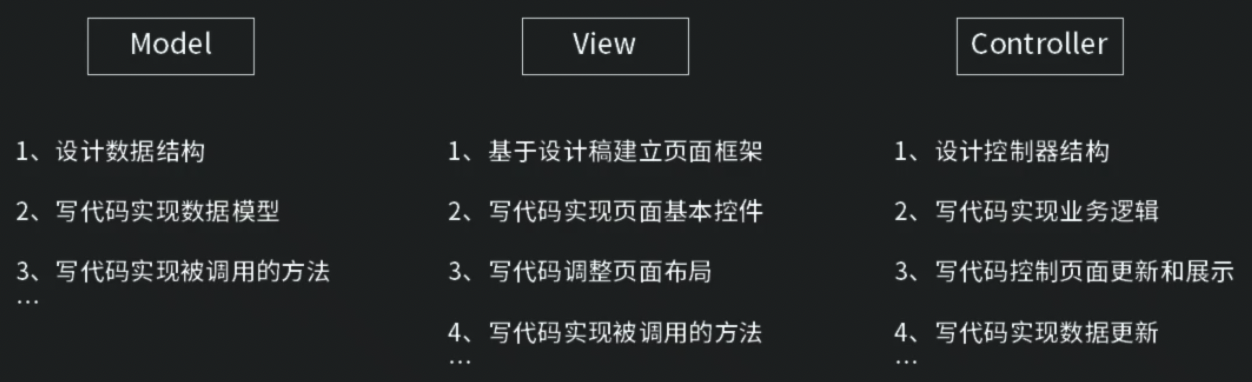 Model
1、设计数据结构
2、写代码实现数据模型
3、写代码实现被调用的方法
…
View
1、基于设计稿建立页面框架
2、写代码实现页面基本控件
3、写代码调整页面布局
4、写代码实现被调用的方法
…
Controller
1、设计控制器结构
2、写代码实现业务逻辑
3、写代码控制页面更新和展示
4、写代码实现数据更新
…